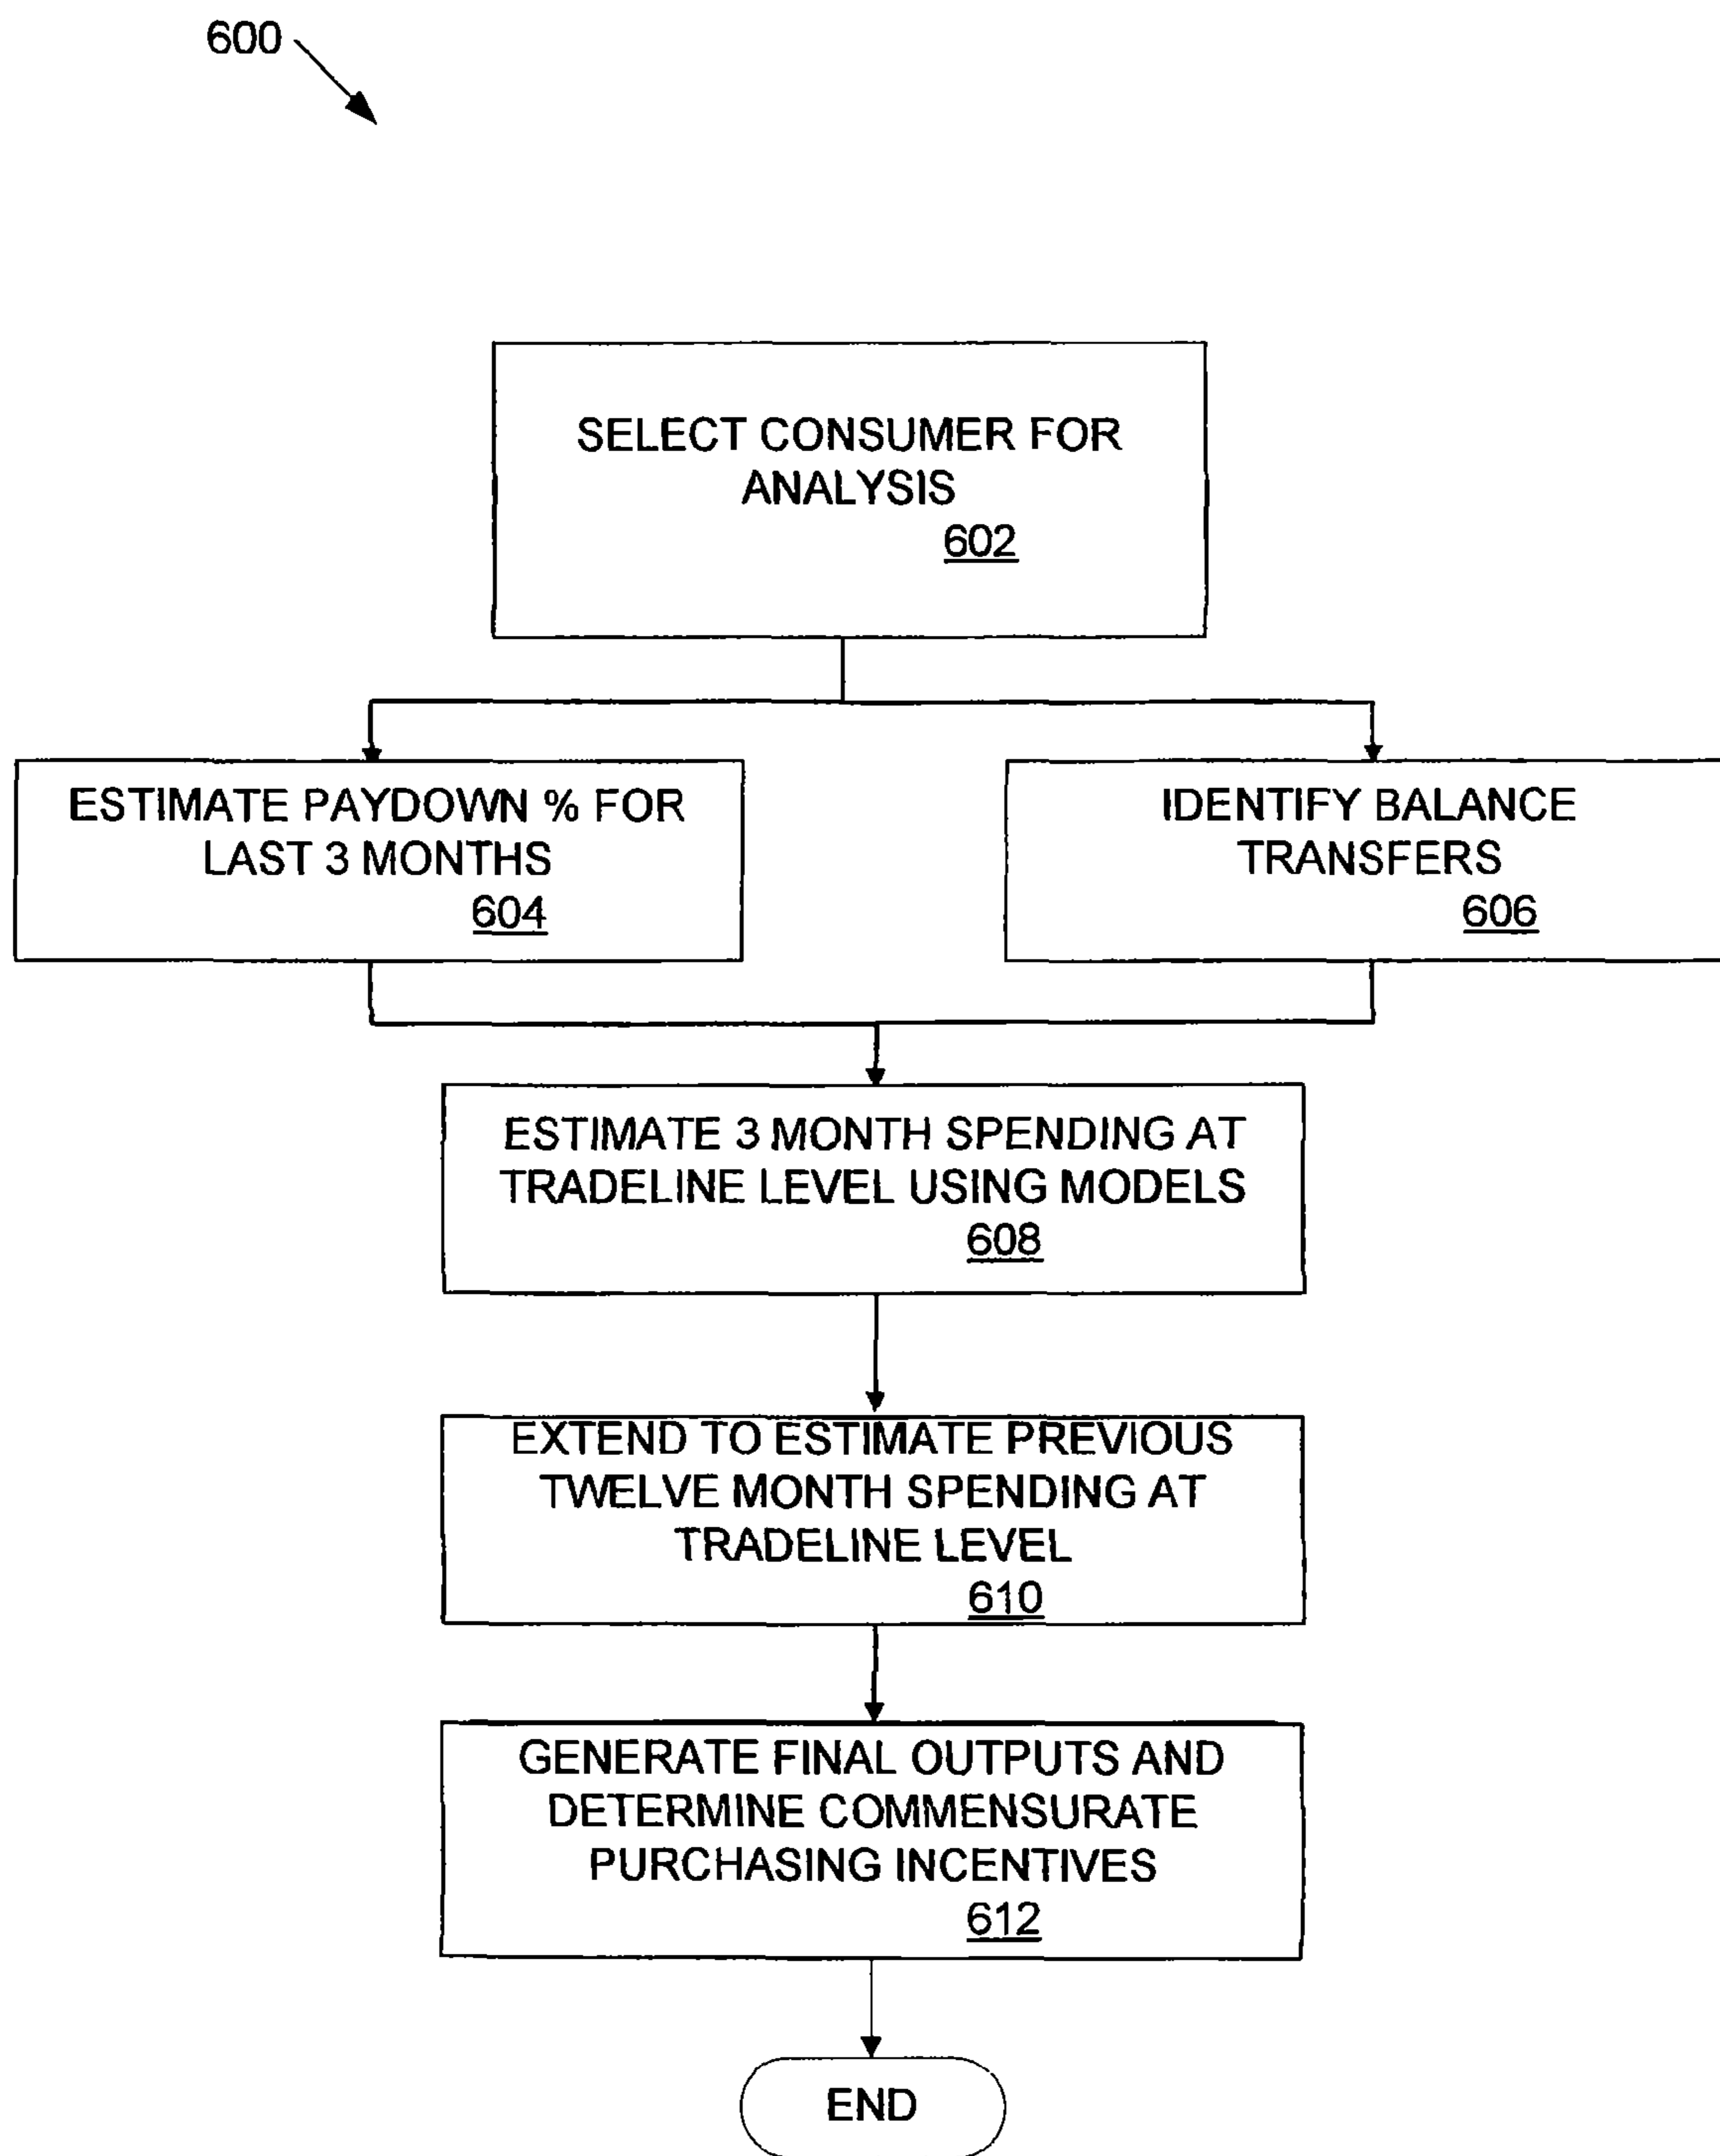 600
SELECT CONSUMER FOR
ANALYSIS
602
ESTIMATE PAYDOWN % FOR
LAST 3 MONTHS
604
IDENTIFY BALANCE
TRANSFERS
606
ESTIMATE 3 MONTH SPENDING AT
TRADELINE LEVEL USING MODELS
608
EXTEND TO ESTIMATE PREVIOUS
TWELVE MONTH SPENDING AT
TRADELINE LEVEL
610
GENERATE FINAL OUTPUTS AND
DETERMINE COMMENSURATE
PURCHASING INCENTIVES
612
END